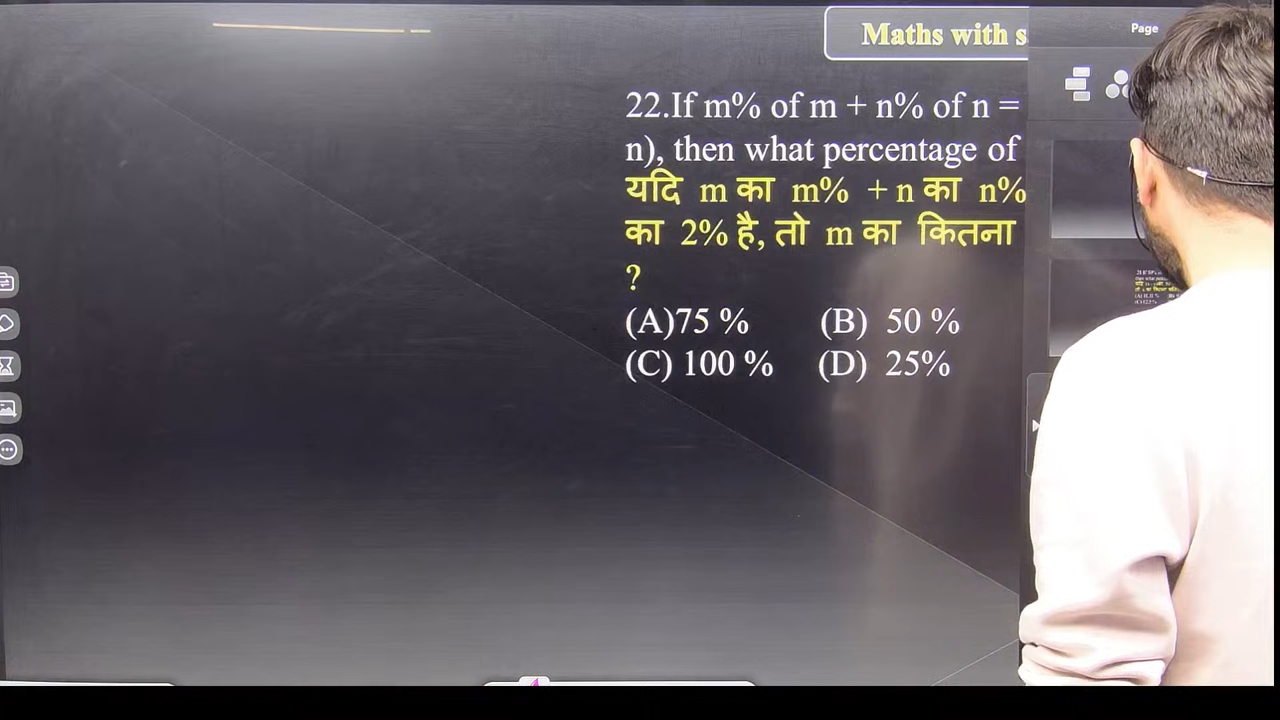 Maths with s
Page
22.If m% of m + n% of n =
n), then what percentage of
यदि m का m% + n का n%
का 2% है, तो m का कितना
?
(A)75 % (B) 50 %
(C) 100 % (D) 25%